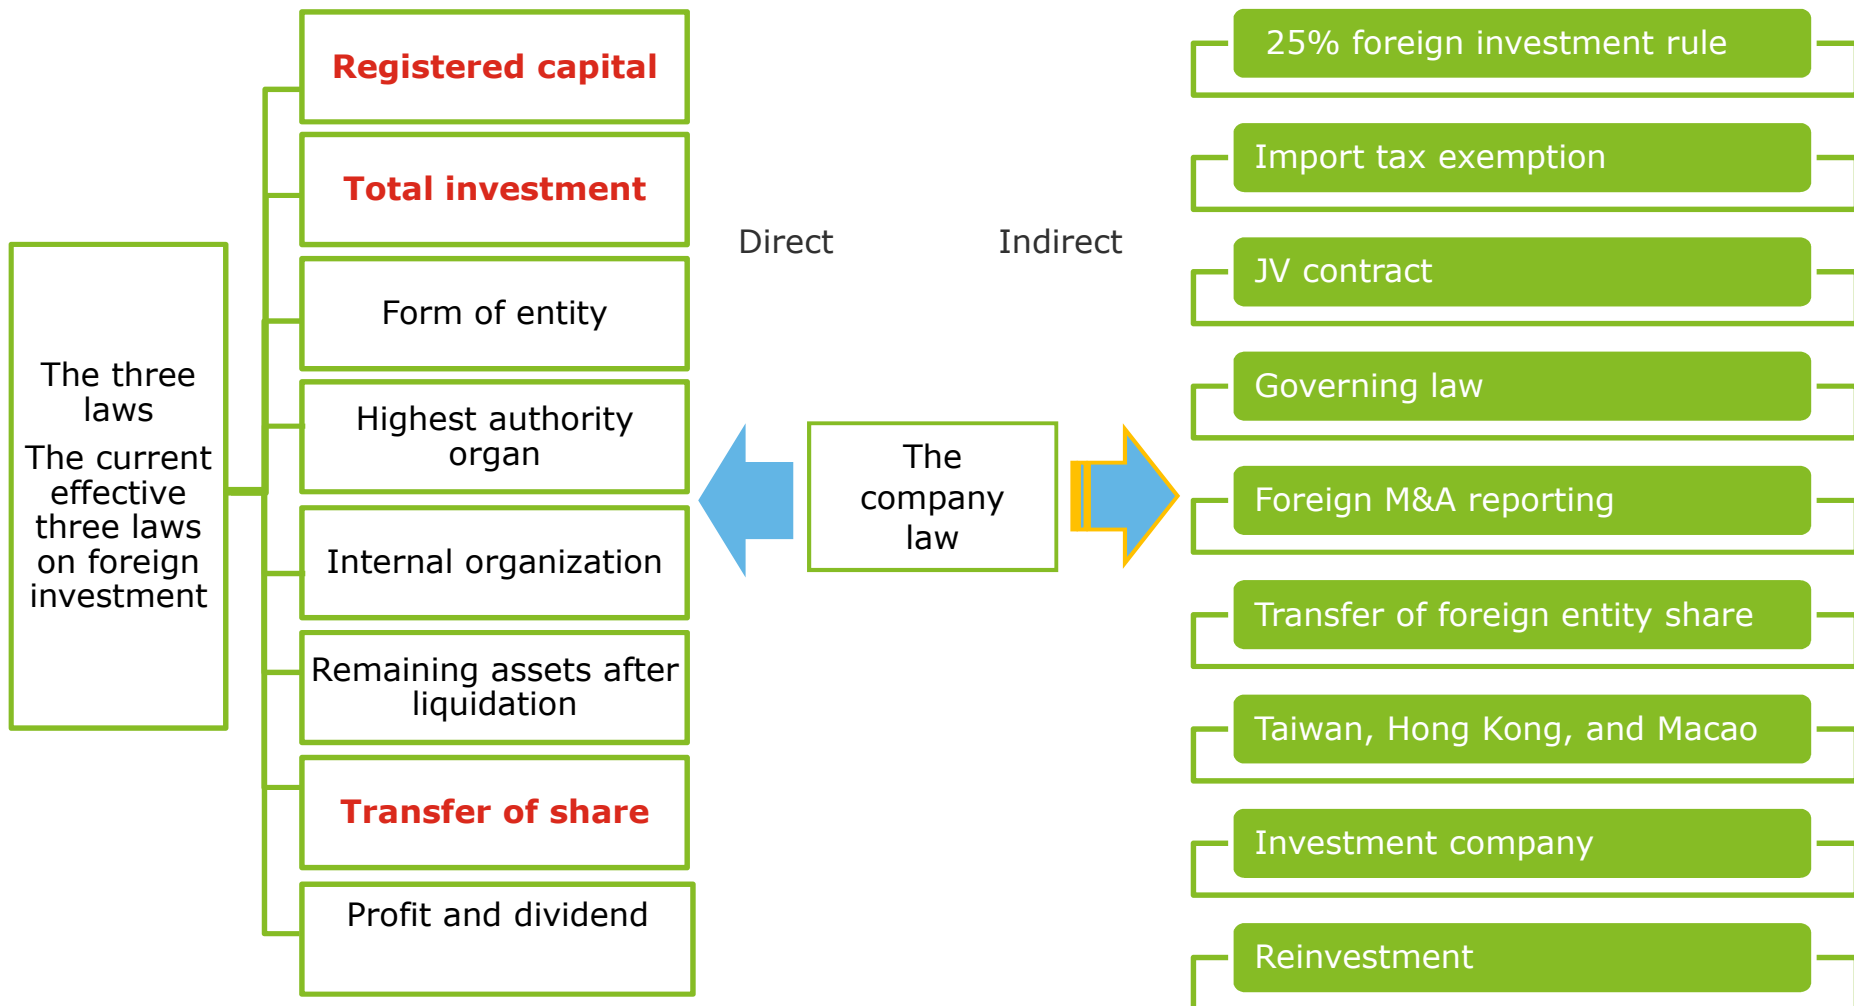 The three
laws
The current
effective
three laws
on foreign
investment
Registered capital
Total investment
Form of entity
Highest authority
organ
Internal organization
Remaining assets after
liquidation
Transfer of share
Profit and dividend
Direct
Indirect
The
company
law
25% foreign investment rule
Import tax exemption
JV contract
Governing law
Foreign M&A reporting
Transfer of foreign entity share
Taiwan, Hong Kong, and Macao
Investment company
Reinvestment